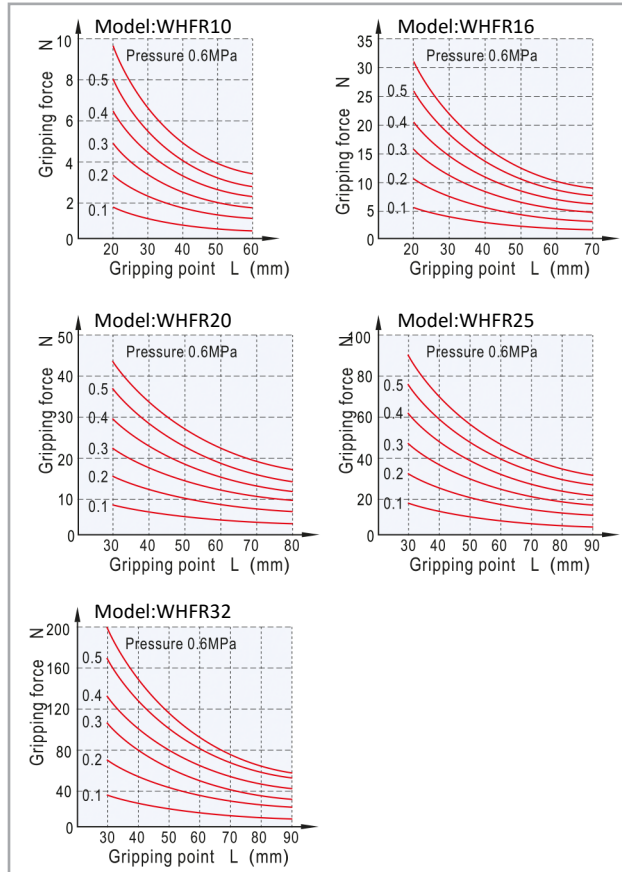 Model:WHFR10
Gripping force N
Pressure 0.6MPa
10
8
6
4
2
0
0.5
0.4
0.3
0.2
0.1
20 30 40 50 60
Gripping point L (mm)
Model:WHFR16
Gripping force N
Pressure 0.6MPa
35
30
25
20
15
10
5
0
0.5
0.4
0.3
0.2
0.1
20 30 40 50 60 70
Gripping point L (mm)
Model:WHFR20
Gripping force N
Pressure 0.6MPa
50
40
30
20
10
0
0.5
0.4
0.3
0.2
0.1
30 40 50 60 70 80
Gripping point L (mm)
Model:WHFR25
Gripping force N
Pressure 0.6MPa
100
80
60
40
20
0
0.5
0.4
0.3
0.2
0.1
30 40 50 60 70 80 90
Gripping point L (mm)
Model:WHFR32
Gripping force N
Pressure 0.6MPa
200
160
120
80
40
0
0.5
0.4
0.3
0.2
0.1
30 40 50 60 70 80 90
Gripping point L (mm)